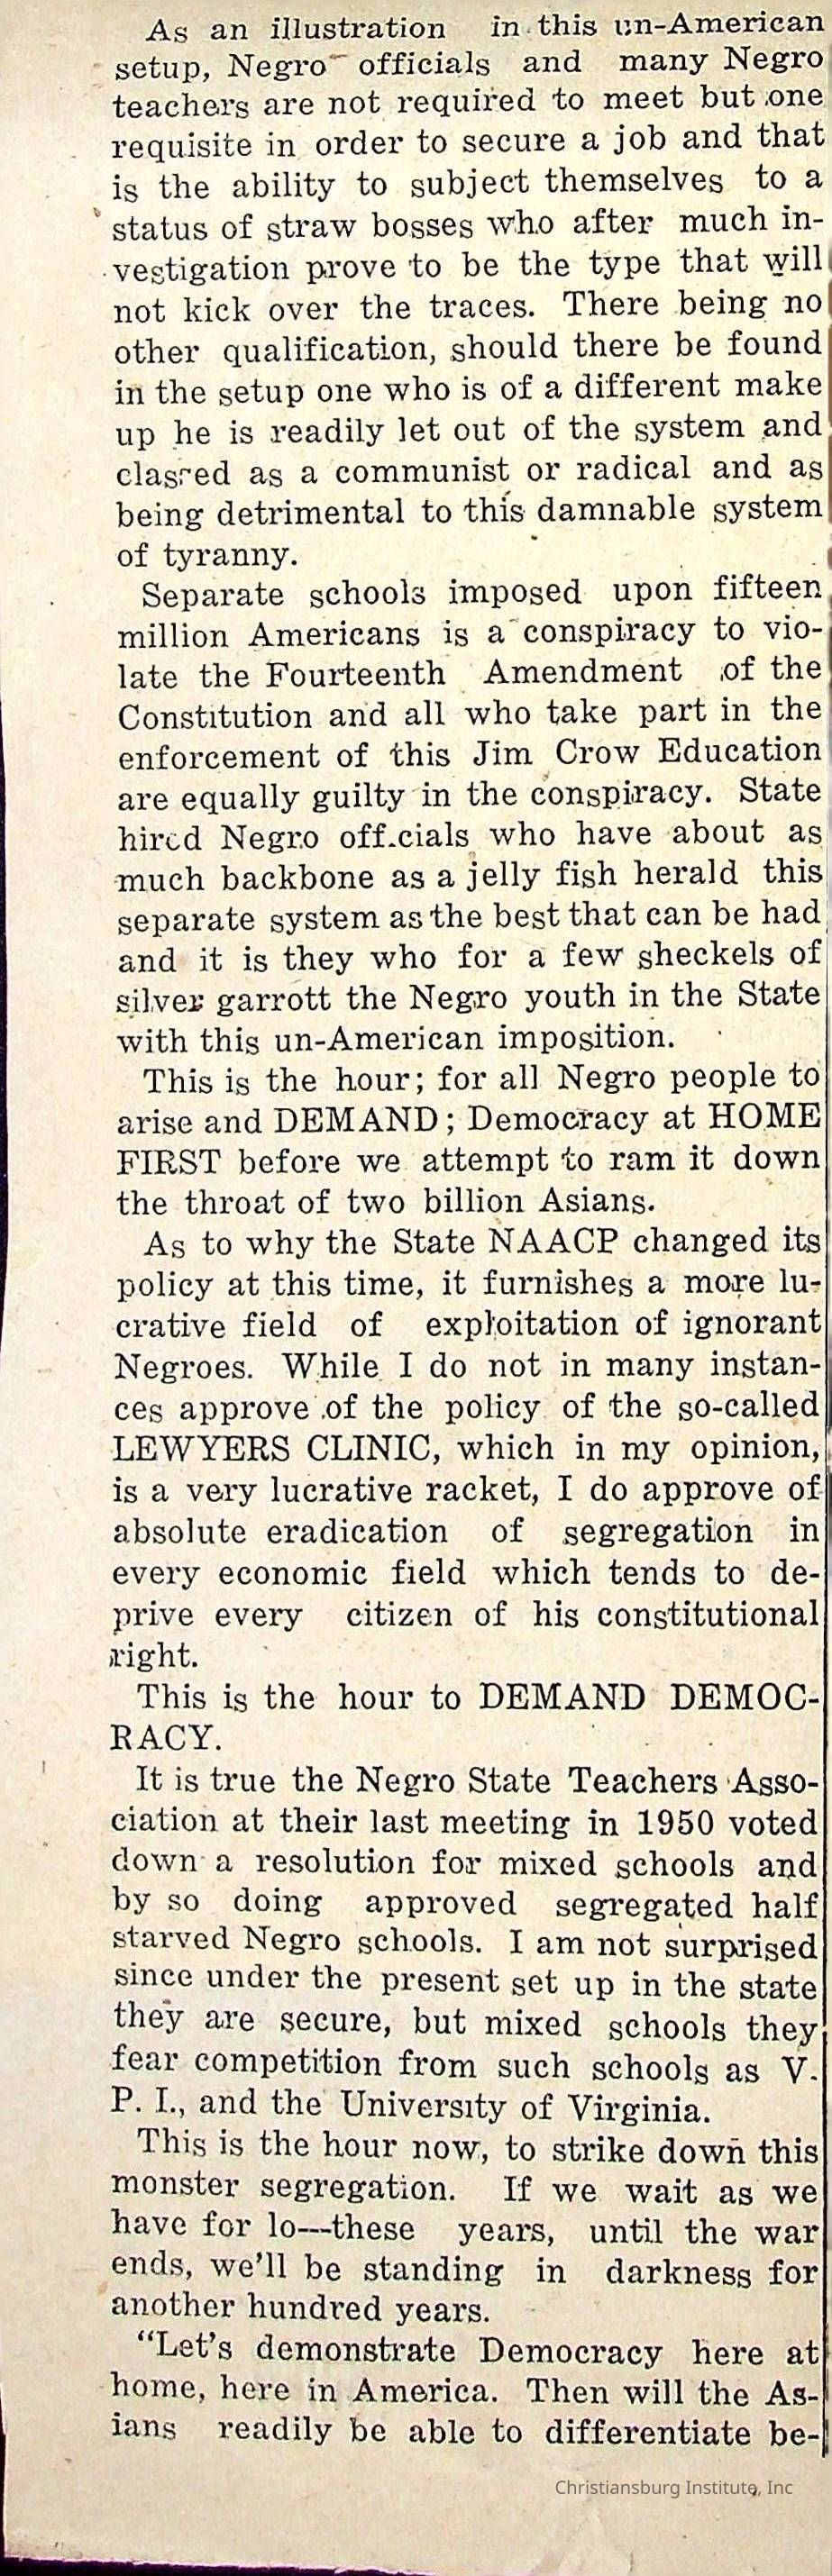 As an illustration in this un-American
setup, Negro officials and many Negro
teachers are not required to meet but one
requisite in order to secure a job and that
is the ability to subject themselves to a
status of straw bosses who after much in-
vestigation prove to be the type that will
not kick over the traces. There being no
other qualification, should there be found
in the setup one who is of a different make
up he is readily let out of the system and
classed as a communist or radical and as
being detrimental to this damnable system
of tyranny.
Separate schools imposed upon fifteen
million Americans is a conspiracy to vio-
late the Fourteenth Amendment of the
Constitution and all who take part in the
enforcement of this Jim Crow Education
are equally guilty in the conspiracy. State
hired Negro officials who have about as
much backbone as a jelly fish herald this
separate system as the best that can be had
and it is they who for a few sheckels of
silver garrott the Negro youth in the State
with this un-American imposition.
This is the hour; for all Negro people to
arise and DEMAND; Democracy at HOME
FIRST before we attempt to ram it down
the throat of two billion Asians.
As to why the State NAACP changed its
policy at this time, it furnishes a more lu-
crative field of exploitation of ignorant
Negroes. While I do not in many instan-
ces approve of the policy of the so-called
LEWYERS CLINIC, which in my opinion,
is a very lucrative racket, I do approve of
absolute eradication of segregation in
every economic field which tends to de-
prive every citizen of his constitutional
right.
This is the hour to DEMAND DEMOC-
RACY.
It is true the Negro State Teachers Asso-
ciation at their last meeting in 1950 voted
down a resolution for mixed schools and
by so doing approved segregated half
starved Negro schools. I am not surprised
since under the present set up in the state
they are secure, but mixed schools they
fear competition from such schools as V.
P. I., and the University of Virginia.
This is the hour now, to strike down this
monster segregation. If we wait as we
have for lo---these years, until the war
ends, we'll be standing in darkness for
another hundred years.
"Let's demonstrate Democracy here at
home, here in America. Then will the As-
ians readily be able to differentiate be-
Christiansburg Institute, Inc